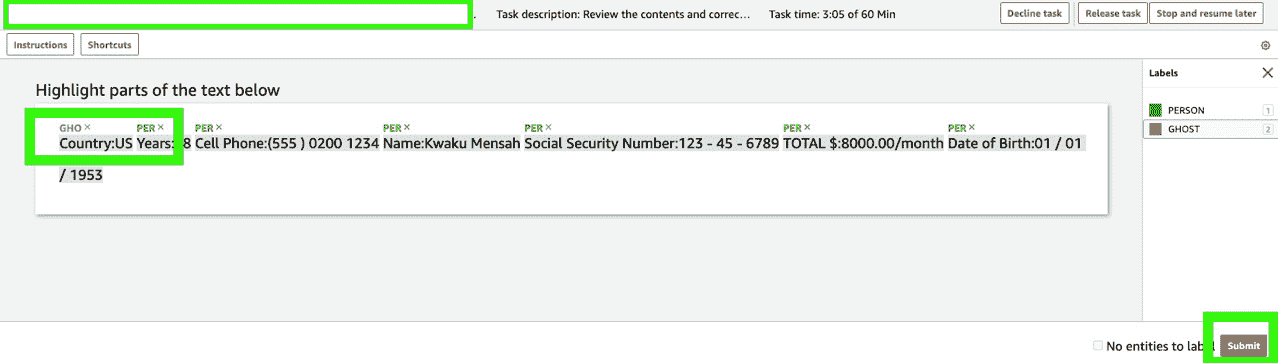 Task description: Review the contents and correc... Task time: 3:05 of 60 Min Decline task Release task Stop and resume later
Instructions Shortcuts
Labels
Highlight parts of the text below
PERSON 1
GHOST 2
GHO PER PER PER PER PER PER
Country:US Years: 8 Cell Phone:(555 ) 0200 1234 Name:Kwaku Mensah Social Security Number:123 - 45 - 6789 TOTAL $:8000.00/month Date of Birth:01 / 01
/ 1953
No entities to label Submit